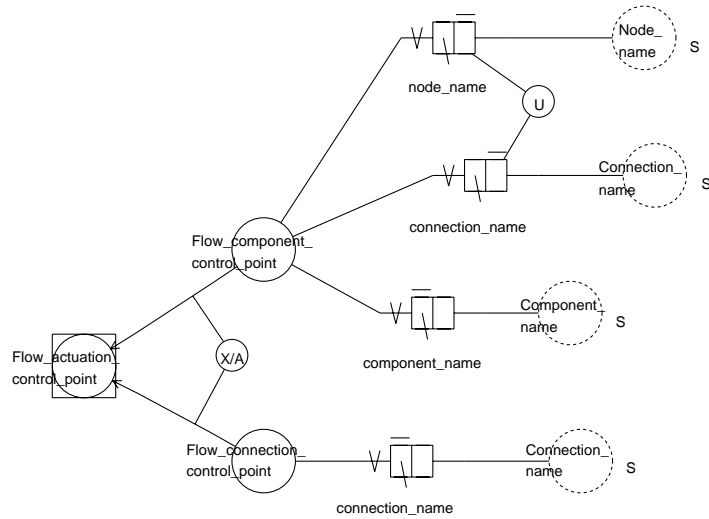 Node_
name
S
node_name
U
Connection_
name
S
connection_name
Flow_component_
control_point
Component_
name
S
component_name
Flow_actuation_
control_point
X/A
Flow_connection_
control_point
Connection_
name
S
connection_name